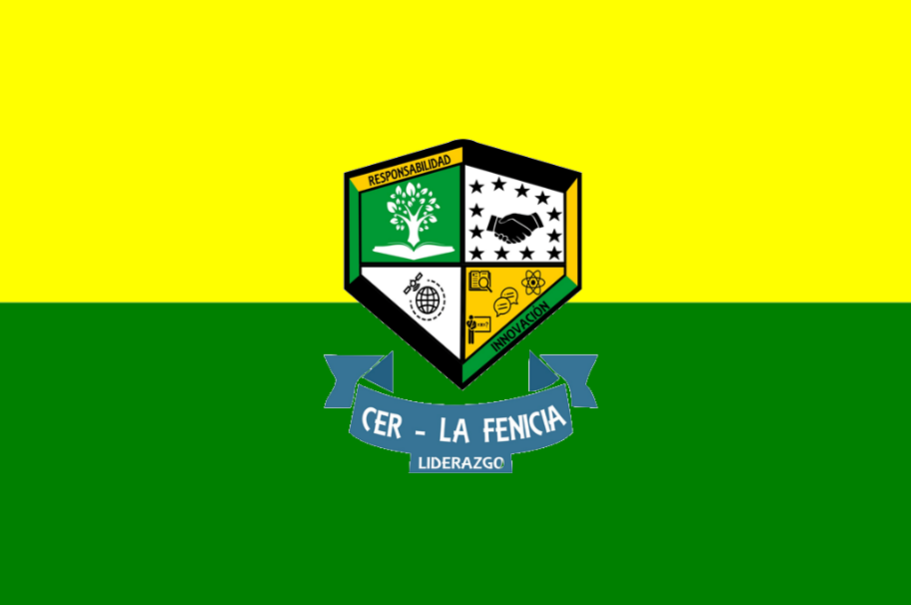 RESPONSABILIDAD
INNOVACIÓN
CER - LA FENICIA
LIDERAZGO